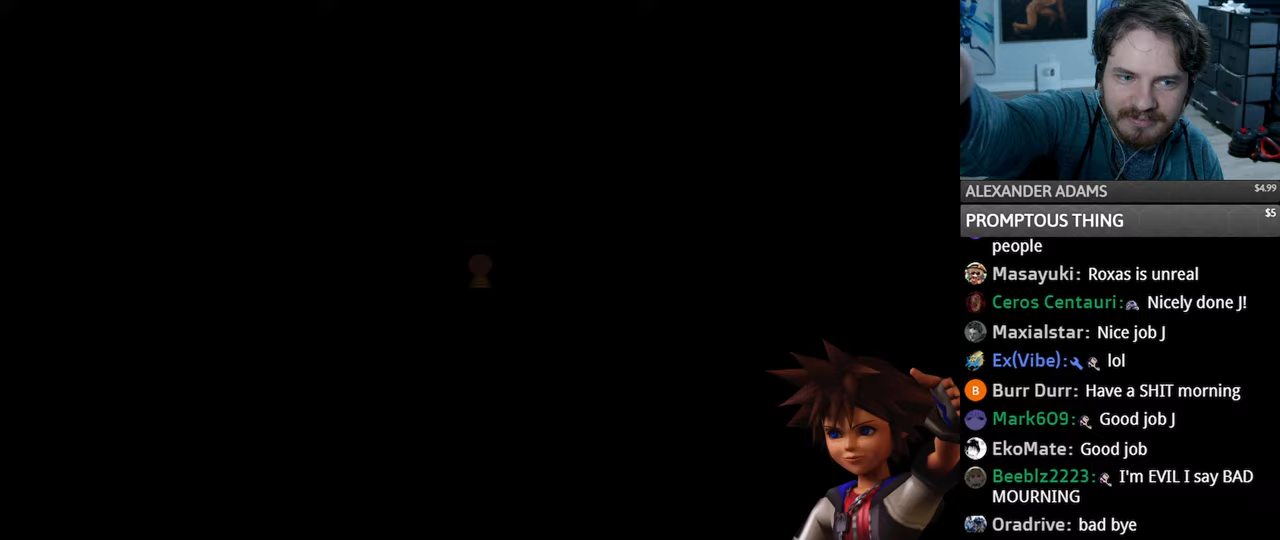 ALEXANDER ADAMS $4.99
PROMPTOUS THING $5
people
Masayuki: Roxas is unreal
Ceros Centauri: Nicely done J!
Maxialstar: Nice job J
Ex(Vibe): lol
B Burr Durr: Have a SHIT morning
Mark609: Good job J
EkoMate: Good job
Beeblz2223: I'm EVIL I say BAD
MOURNING
Oradrive: bad bye